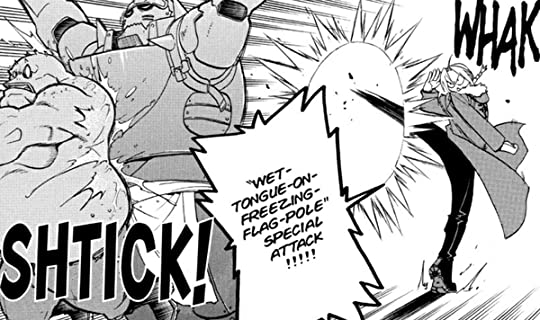 WHAK
"WET-
TONGUE-ON-
FREEZING-
FLAG-POLE"
SPECIAL
ATTACK
!!!!!
SHTICK!